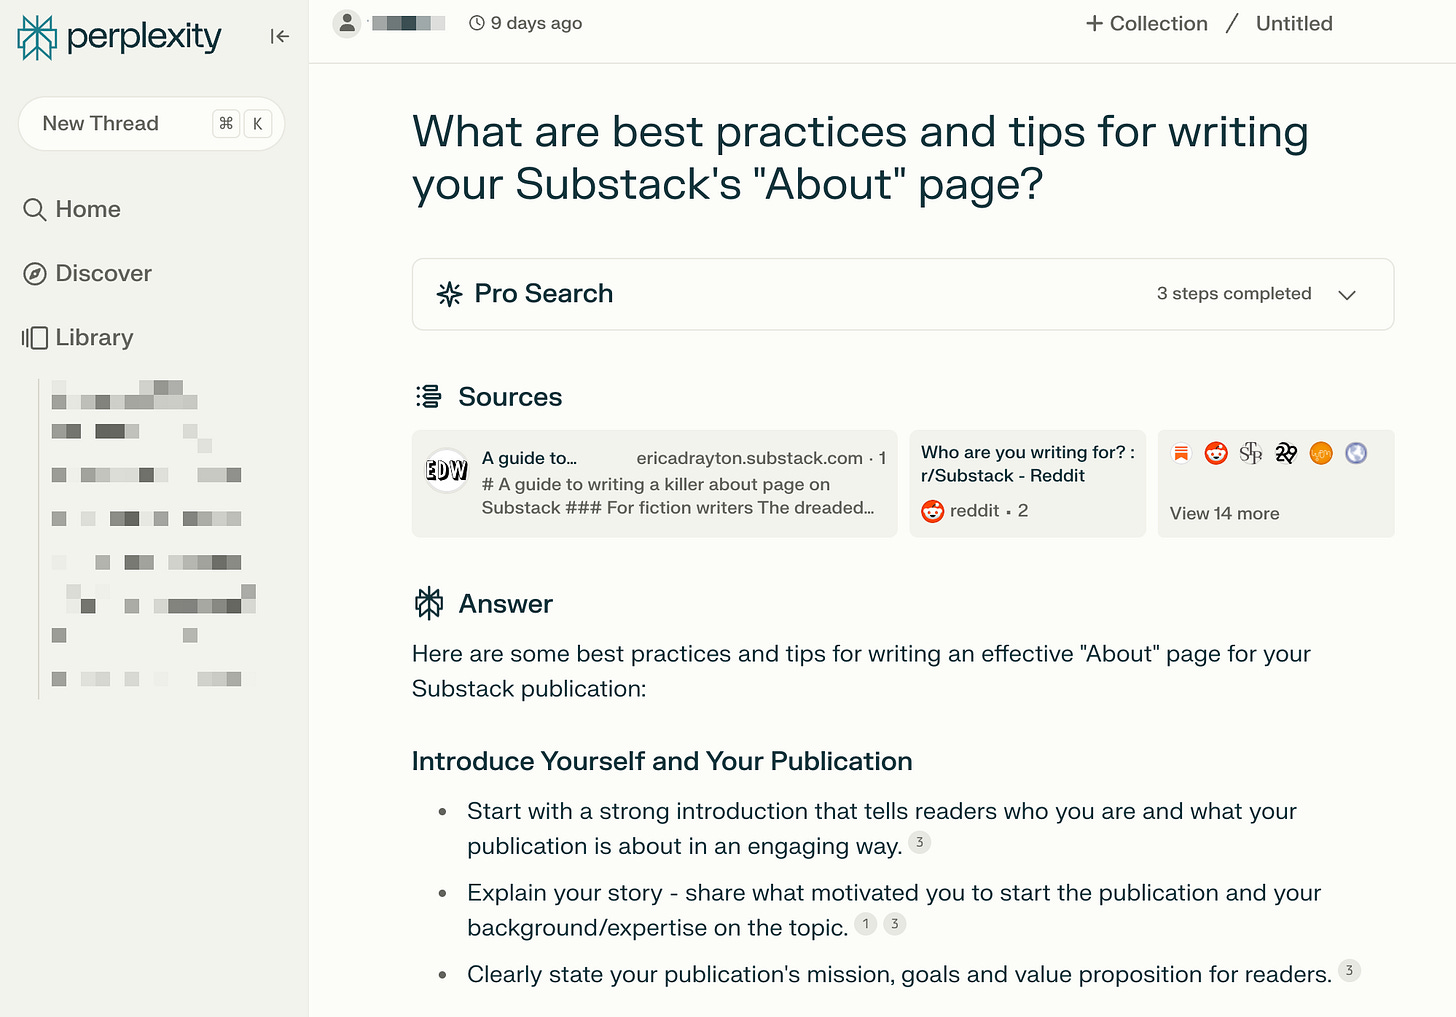 perplexity
New Thread ⌘ K
Home
Discover
Library
9 days ago
+ Collection / Untitled
What are best practices and tips for writing
your Substack's "About" page?
Pro Search
3 steps completed
Sources
EDW
A guide to... ericadrayton.substack.com · 1
# A guide to writing a killer about page on
Substack ### For fiction writers The dreaded...
Who are you writing for? :
r/Substack - Reddit
reddit · 2
View 14 more
Answer
Here are some best practices and tips for writing an effective "About" page for your
Substack publication:
Introduce Yourself and Your Publication
• Start with a strong introduction that tells readers who you are and what your
publication is about in an engaging way. 3
• Explain your story - share what motivated you to start the publication and your
background/expertise on the topic. 1 3
• Clearly state your publication's mission, goals and value proposition for readers. 3